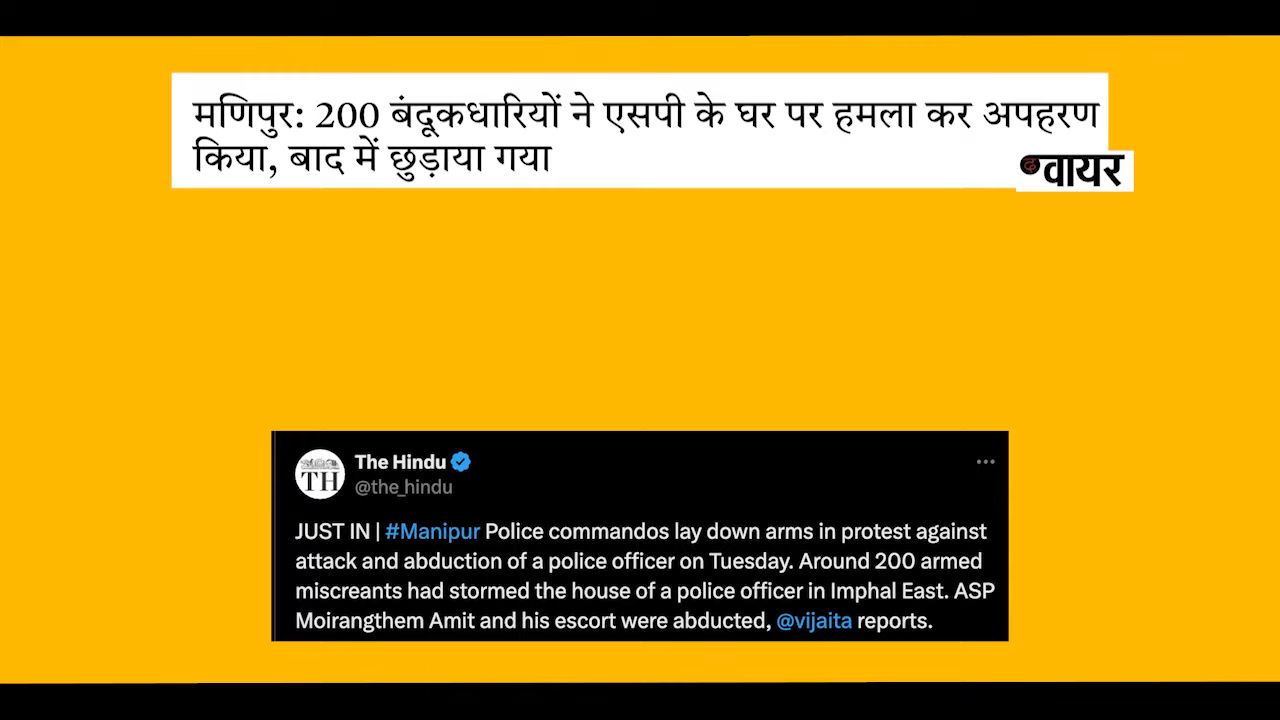 मणिपुर: 200 बंदूकधारियों ने एसपी के घर पर हमला कर अपहरण
किया, बाद में छुड़ाया गया
द वायर
The Hindu
@the_hindu
TH
JUST IN | #Manipur Police commandos lay down arms in protest against
attack and abduction of a police officer on Tuesday. Around 200 armed
miscreants had stormed the house of a police officer in Imphal East. ASP
Moirangthem Amit and his escort were abducted, @vijaita reports.